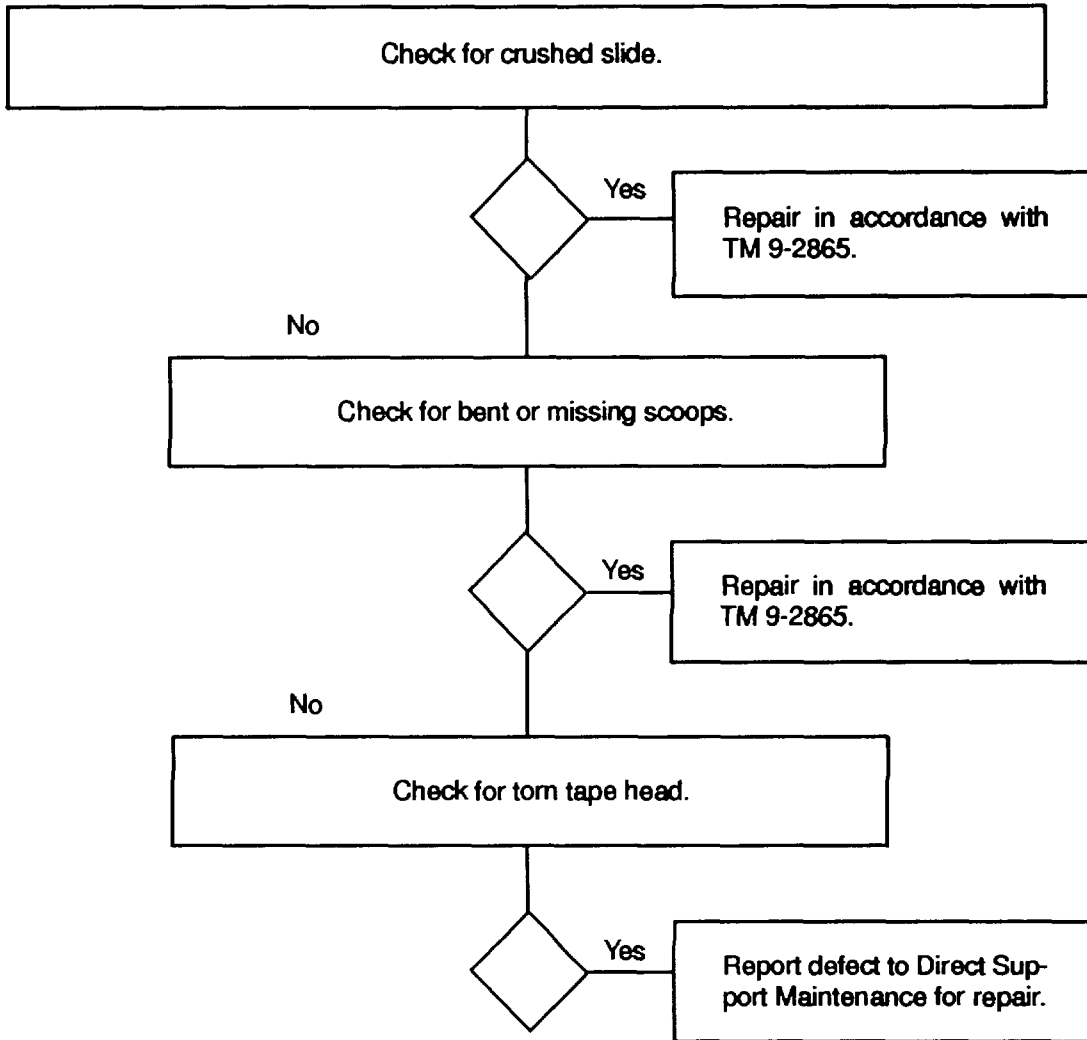 Check for crushed slide.
Yes
Repair in accordance with
TM 9-2865.
No
Check for bent or missing scoops.
Yes
Repair in accordance with
TM 9-2865.
No
Check for torn tape head.
Yes
Report defect to Direct Sup-
port Maintenance for repair.